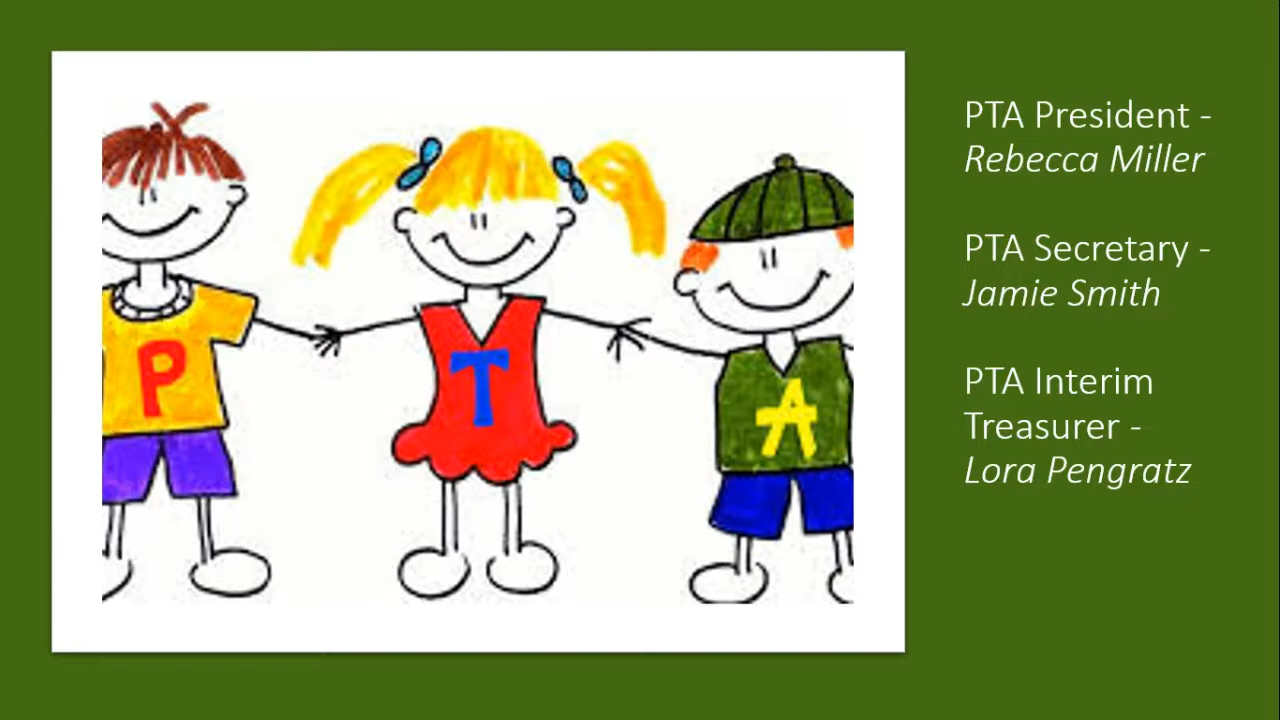 P T A
PTA President -
Rebecca Miller
PTA Secretary -
Jamie Smith
PTA Interim
Treasurer -
Lora Pengratz